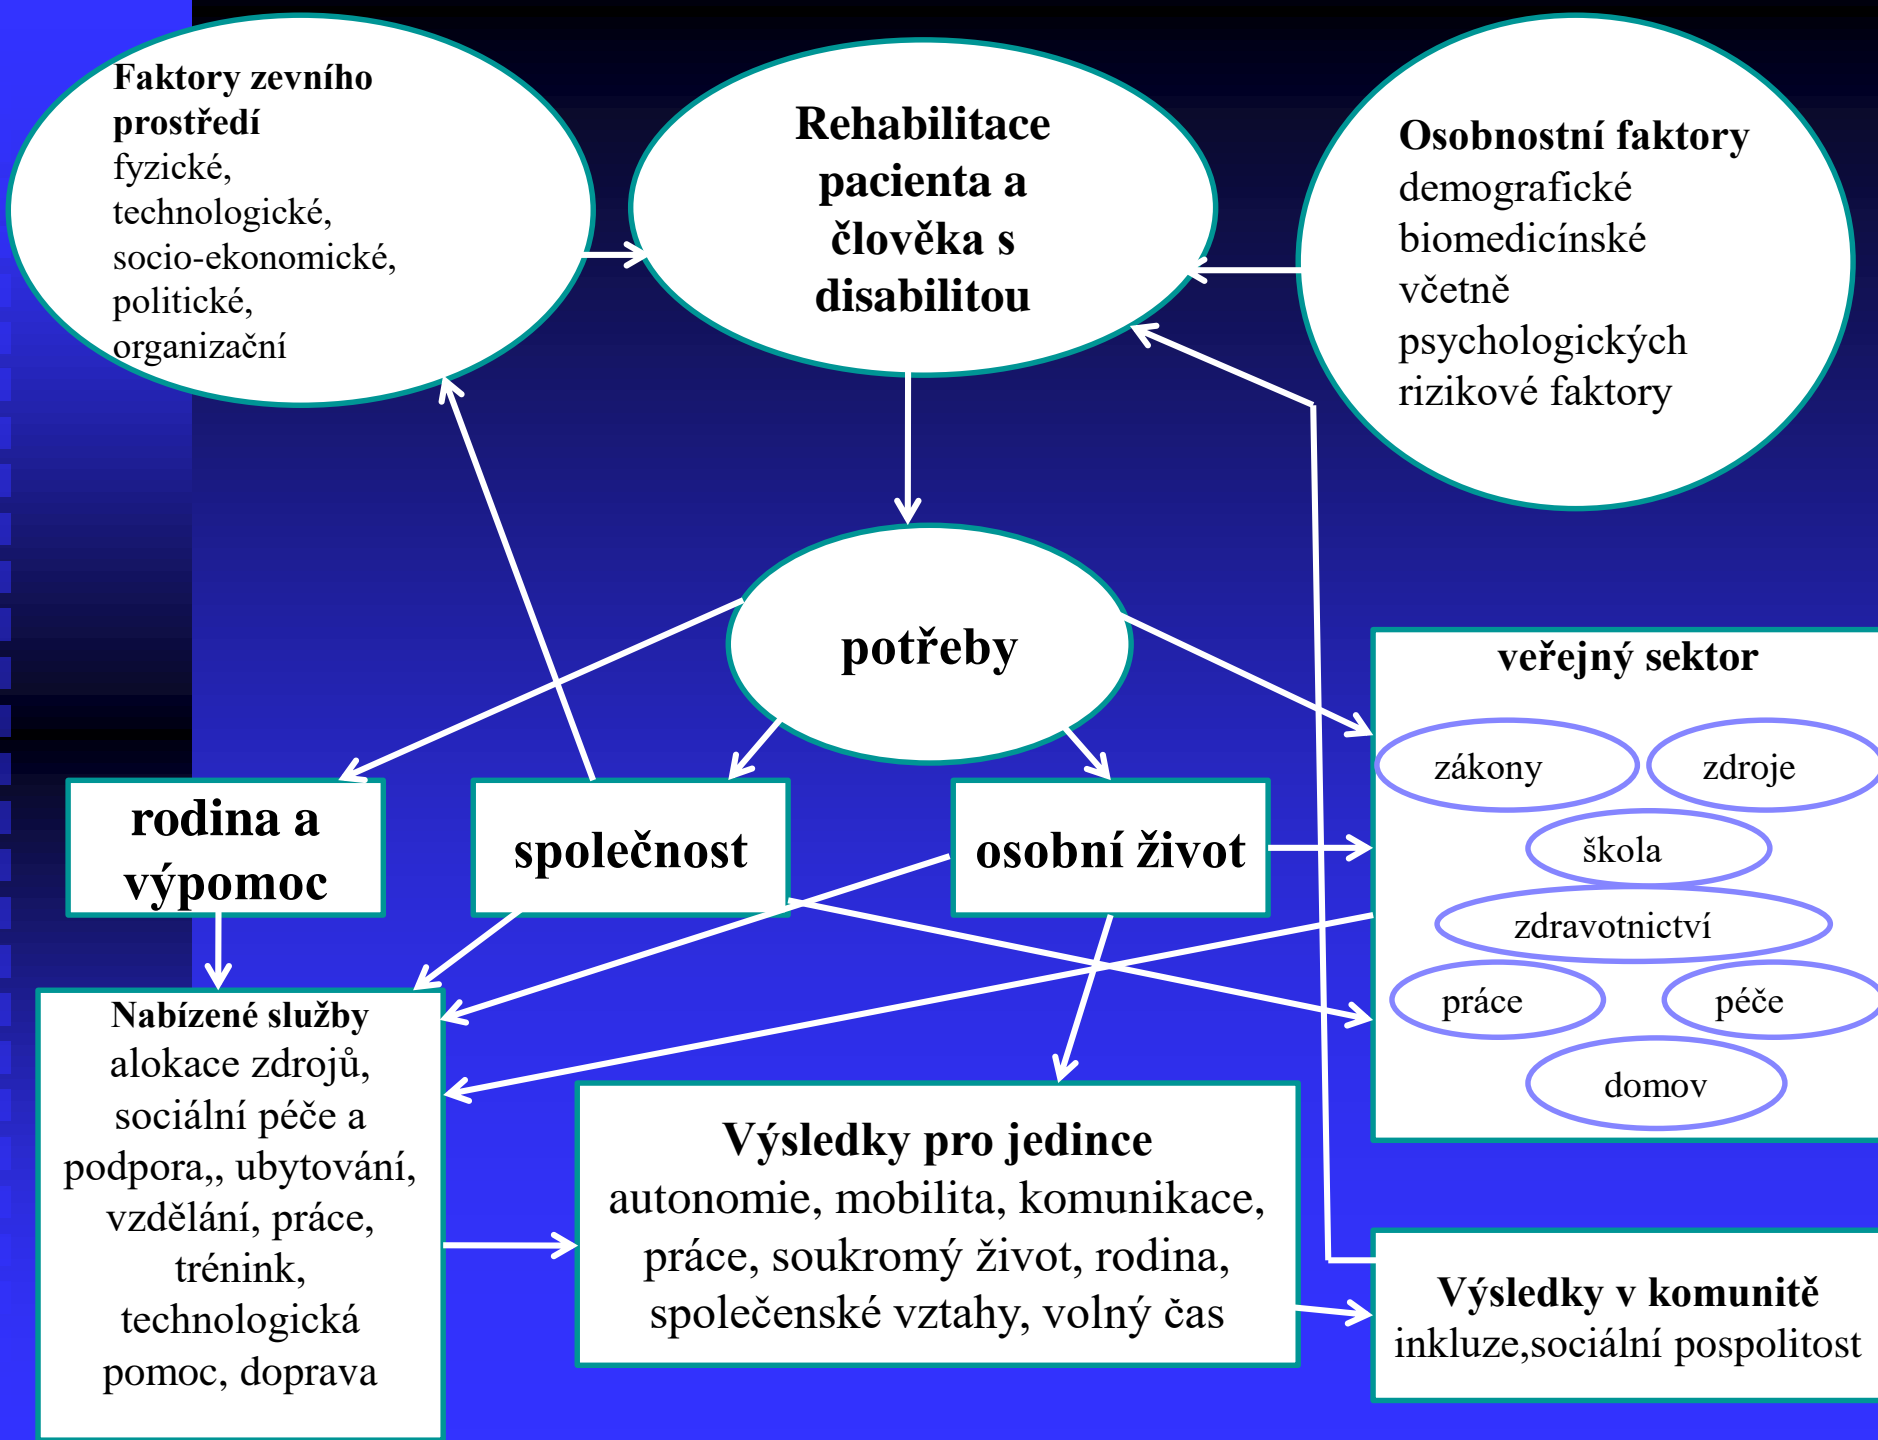 Faktory zevního
prostředí
fyzické,
technologické,
socio-ekonomické,
politické,
organizační
Rehabilitace
pacienta a
člověka s
disabilitou
Osobnostní faktory
demografické
biomedicínské
včetně
psychologických
rizikové faktory
potřeby
rodina a
výpomoc
společnost
osobní život
veřejný sektor
zákony
zdroje
škola
zdravotnictví
práce
péče
domov
Nabízené služby
alokace zdrojů,
sociální péče a
podpora,, ubytování,
vzdělání, práce,
trénink,
technologická
pomoc, doprava
Výsledky pro jedince
autonomie, mobilita, komunikace,
práce, soukromý život, rodina,
společenské vztahy, volný čas
Výsledky v komunitě
inkluze,sociální pospolitost